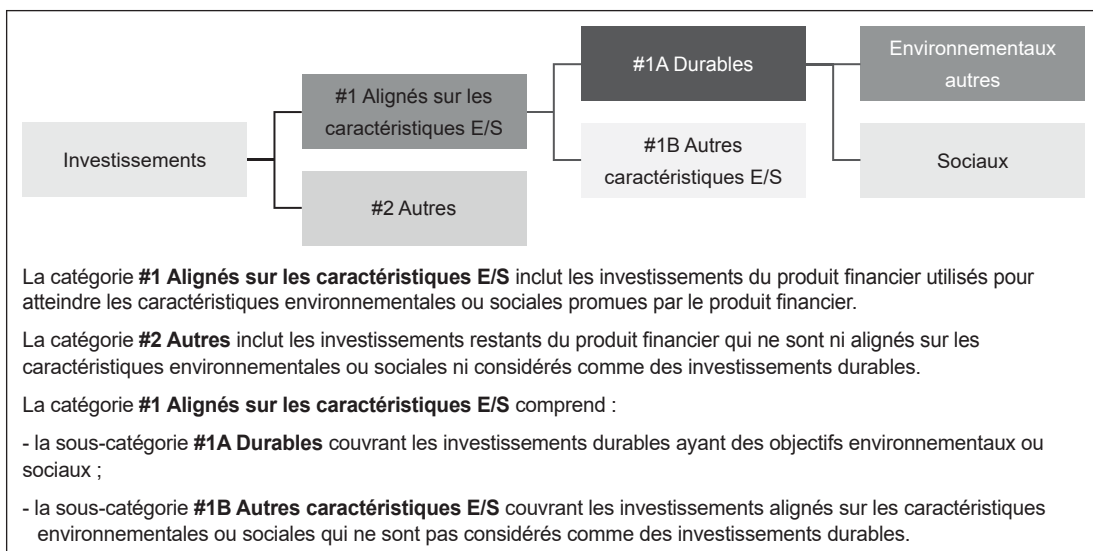 #1A Durables
Environnementaux
autres
#1 Alignés sur les
caractéristiques E/S
Investissements
#1B Autres
caractéristiques E/S
Sociaux
#2 Autres
La catégorie #1 Alignés sur les caractéristiques E/S inclut les investissements du produit financier utilisés pour
atteindre les caractéristiques environnementales ou sociales promues par le produit financier.
La catégorie #2 Autres inclut les investissements restants du produit financier qui ne sont ni alignés sur les
caractéristiques environnementales ou sociales ni considérés comme des investissements durables.
La catégorie #1 Alignés sur les caractéristiques E/S comprend :
- la sous-catégorie #1A Durables couvrant les investissements durables ayant des objectifs environnementaux ou
sociaux ;
- la sous-catégorie #1B Autres caractéristiques E/S couvrant les investissements alignés sur les caractéristiques
environnementales ou sociales qui ne sont pas considérés comme des investissements durables.